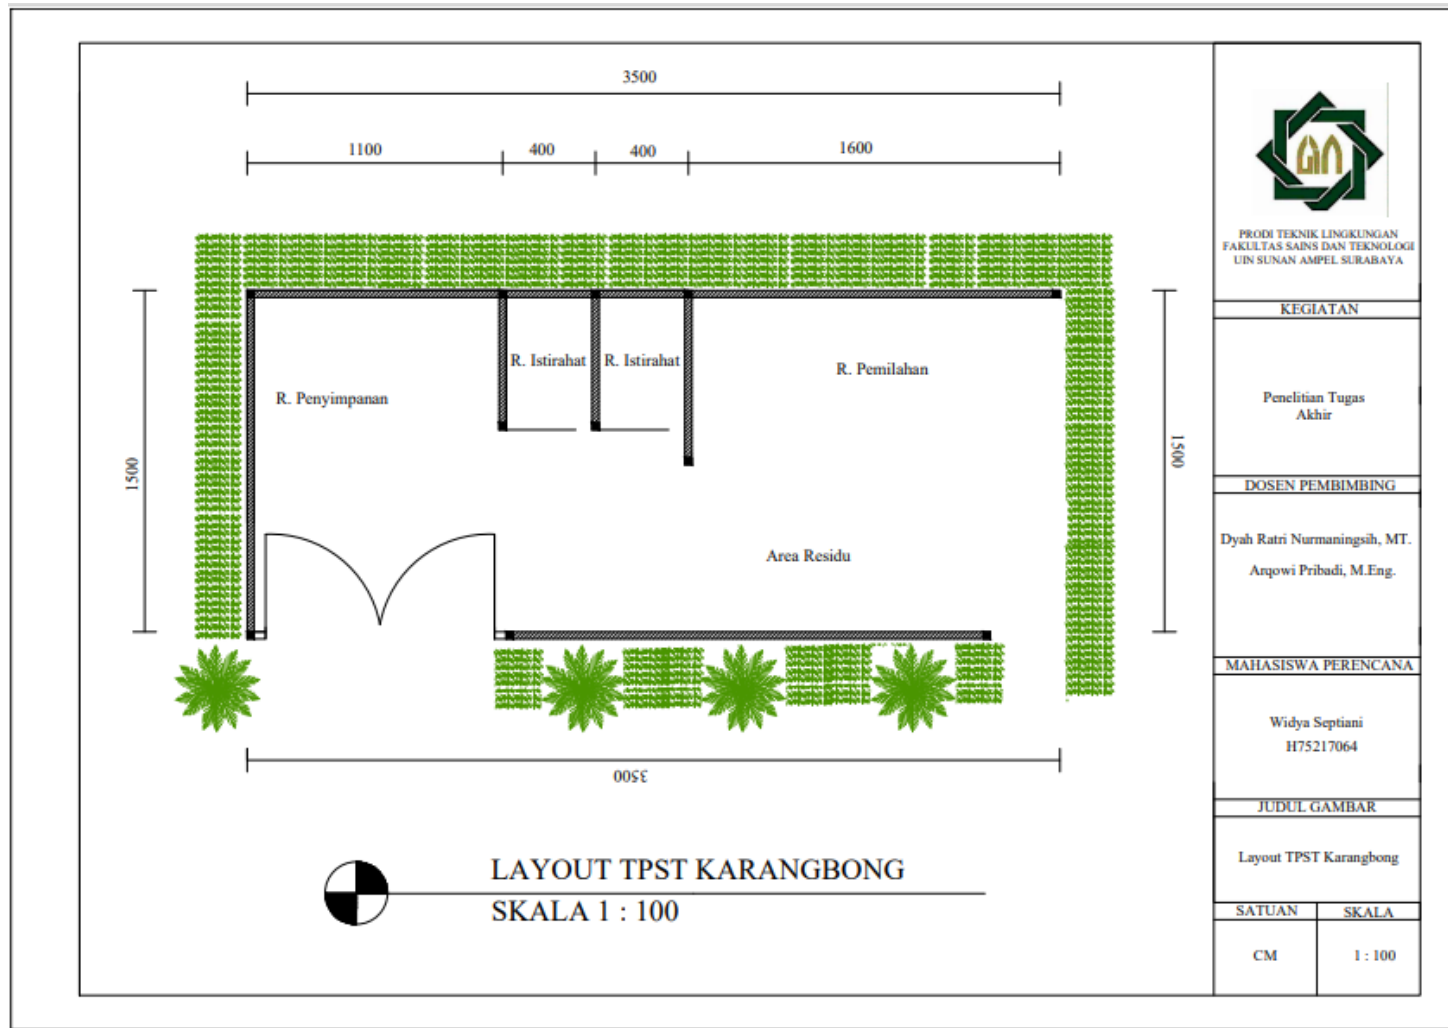 3500
1100
400
400
1600
1500
R. Penyimpanan
R. Istirahat
R. Istirahat
R. Pemilahan
Area Residu
1500
3500
LAYOUT TPST KARANGBONG
SKALA 1 : 100
PRODI TEKNIK LINGKUNGAN
FAKULTAS SAINS DAN TEKNOLOGI
UIN SUNAN AMPEL SURABAYA
KEGIATAN
Penelitian Tugas
Akhir
DOSEN PEMBIMBING
Dyah Ratri Nurmaningsih, MT.
Arqowi Pribadi, M.Eng.
MAHASISWA PERENCANA
Widya Septiani
H75217064
JUDUL GAMBAR
Layout TPST Karangbong
SATUAN
SKALA
CM
1 : 100